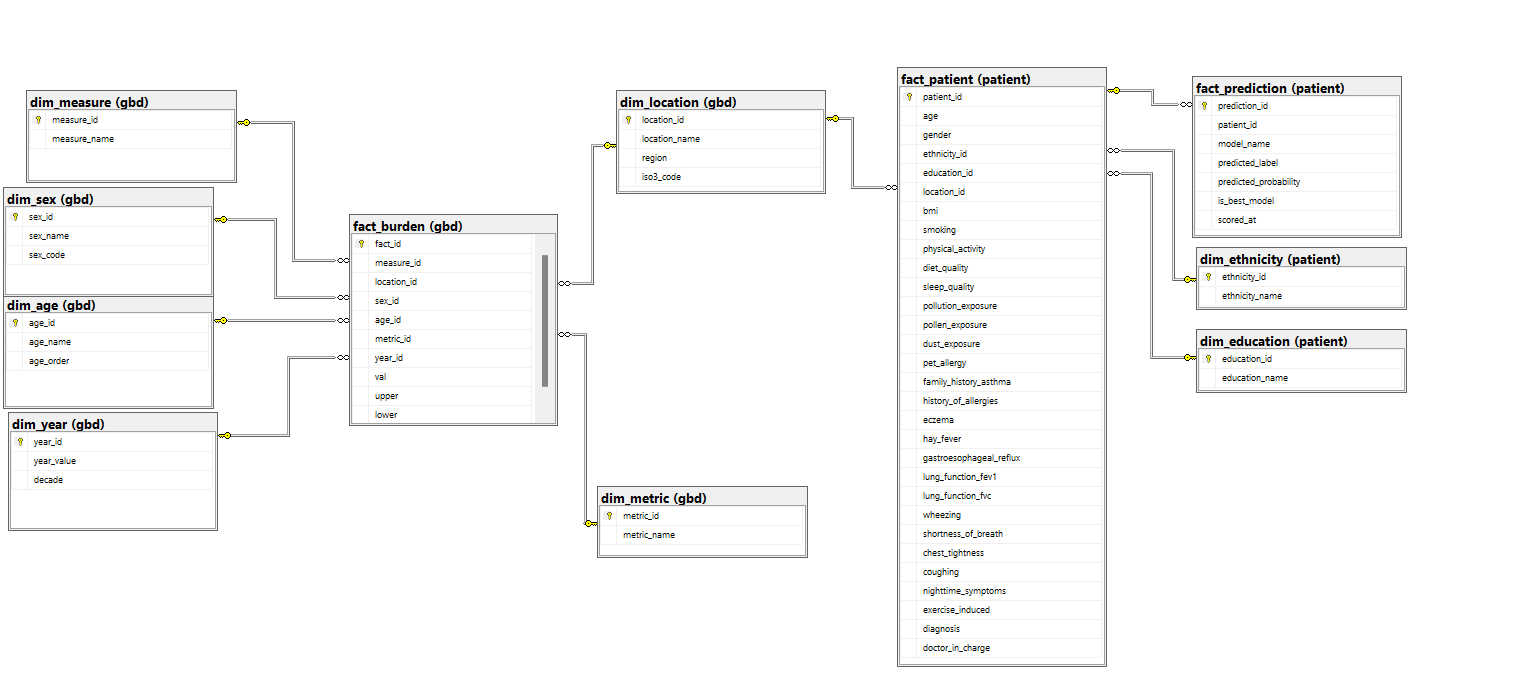 dim_measure (gbd)
measure_id
measure_name
dim_sex (gbd)
sex_id
sex_name
sex_code
dim_age (gbd)
age_id
age_name
age_order
dim_year (gbd)
year_id
year_value
decade
fact_burden (gbd)
fact_id
measure_id
location_id
sex_id
age_id
metric_id
year_id
val
upper
lower
dim_location (gbd)
location_id
location_name
region
iso3_code
dim_metric (gbd)
metric_id
metric_name
fact_patient (patient)
patient_id
age
gender
ethnicity_id
education_id
location_id
bmi
smoking
physical_activity
diet_quality
sleep_quality
pollution_exposure
pollen_exposure
dust_exposure
pet_allergy
family_history_asthma
history_of_allergies
eczema
hay_fever
gastroesophageal_reflux
lung_function_fev1
lung_function_fvc
wheezing
shortness_of_breath
chest_tightness
coughing
nighttime_symptoms
exercise_induced
diagnosis
doctor_in_charge
fact_prediction (patient)
prediction_id
patient_id
model_name
predicted_label
predicted_probability
is_best_model
scored_at
dim_ethnicity (patient)
ethnicity_id
ethnicity_name
dim_education (patient)
education_id
education_name